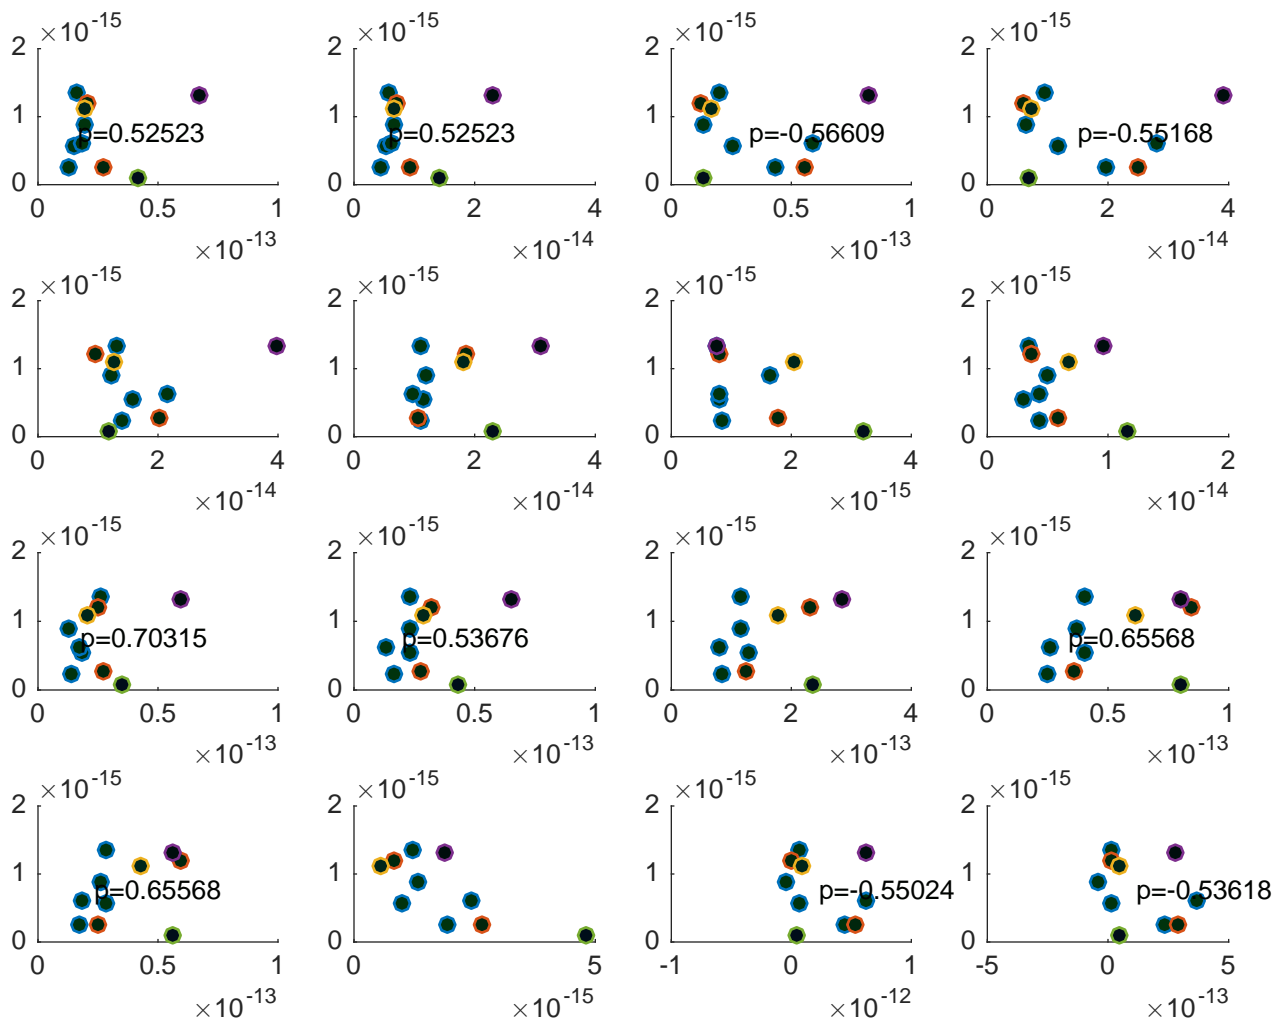 2 ×10-15 2 ×10-15 2 ×10-15 2 ×10-15
1 1 1 1
p=0.52523 p=0.52523 p=-0.56609 p=-0.55168
0 0 0 0
0 0.5 1 0 2 4 0 0.5 1 0 2 4
×10-13 ×10-14 ×10-13 ×10-14
2 ×10-15 2 ×10-15 2 ×10-15 2 ×10-15
1 1 1 1
0 0 0 0
0 2 4 0 2 4 0 2 4 0 1 2
×10-14 ×10-14 ×10-15 ×10-14
2 ×10-15 2 ×10-15 2 ×10-15 2 ×10-15
1 1 1 1
p=0.70315 p=0.53676 p=0.65568
0 0 0 0
0 0.5 1 0 0.5 1 0 2 4 0 0.5 1
×10-13 ×10-13 ×10-13 ×10-13
2 ×10-15 2 ×10-15 2 ×10-15 2 ×10-15
1 1 1 1
p=0.65568 p=-0.55024 p=-0.53618
0 0 0 0
0 0.5 1 0 5 -1 0 1 -5 0 5
×10-13 ×10-15 ×10-12 ×10-13